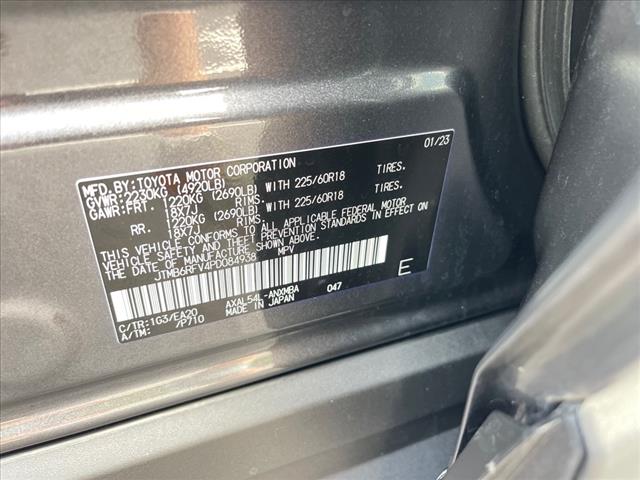 MFD.BY:TOYOTA MOTOR CORPORATION 01/23
GVWR:2230KG (4920LB)
GAWR:FRT. 1220KG (2690LB) WITH 225/60R18 TIRES.
18X7J RIMS.
RR. 1220KG (2690LB) WITH 225/60R18 TIRES.
18X7J RIMS.
THIS VEHICLE CONFORMS TO ALL APPLICABLE FEDERAL MOTOR
VEHICLE SAFETY BUMPER, AND THEFT PREVENTION STANDARDS
IN EFFECT ON THE DATE OF MANUFACTURE SHOWN ABOVE.
JTMB6RFV4PD084938 MPV
E
C/TR:1G3/EA20 AXAL54L-ANXMBA 047
A/TM: /P710 MADE IN JAPAN